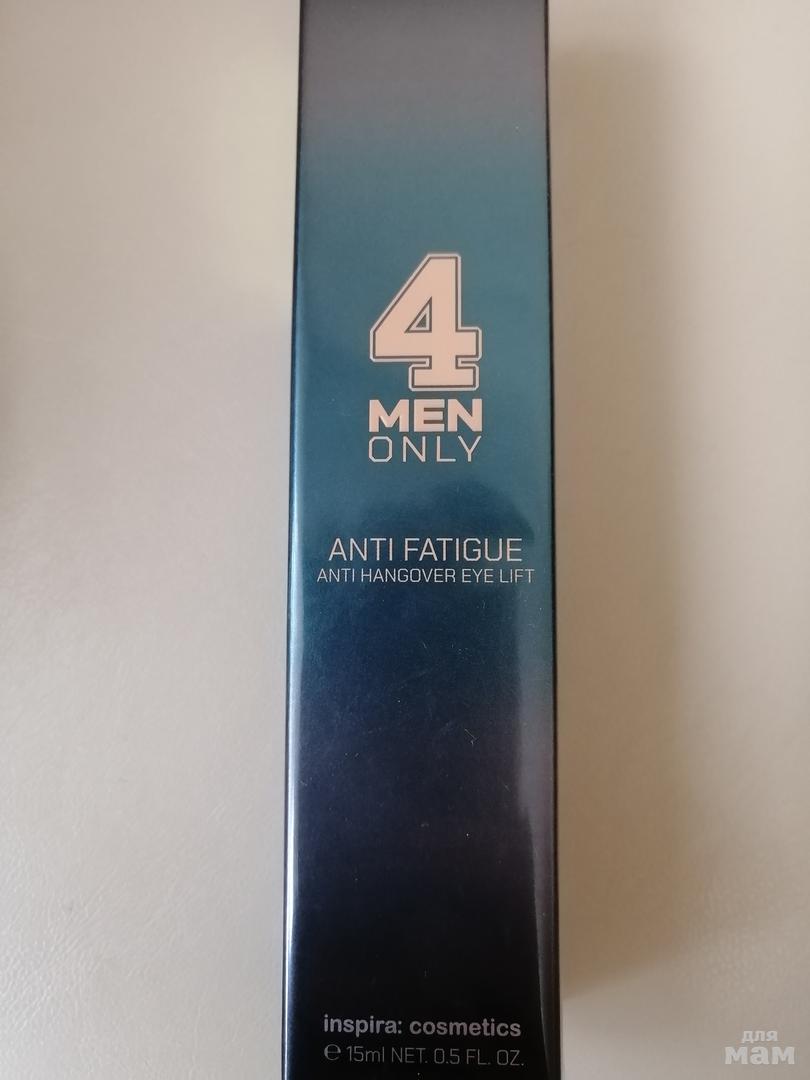 4
MEN
ONLY
ANTI FATIGUE
ANTI HANGOVER EYE LIFT
inspira: cosmetics
℮ 15ml NET. 0.5 FL. OZ.
для
мам